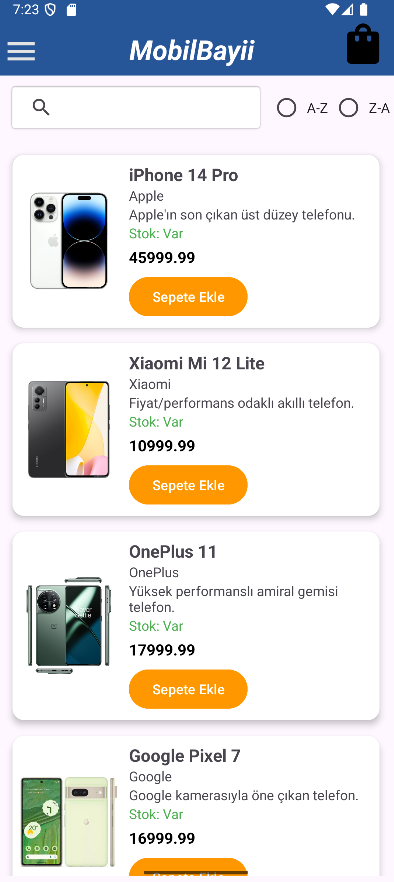 7:23
MobilBayii
A-Z
Z-A
iPhone 14 Pro
Apple
Apple'ın son çıkan üst düzey telefonu.
Stok: Var
45999.99
Sepete Ekle
Xiaomi Mi 12 Lite
Xiaomi
Fiyat/performans odaklı akıllı telefon.
Stok: Var
10999.99
Sepete Ekle
OnePlus 11
OnePlus
Yüksek performanslı amiral gemisi
telefon.
Stok: Var
17999.99
Sepete Ekle
Google Pixel 7
Google
Google kamerasıyla öne çıkan telefon.
Stok: Var
16999.99